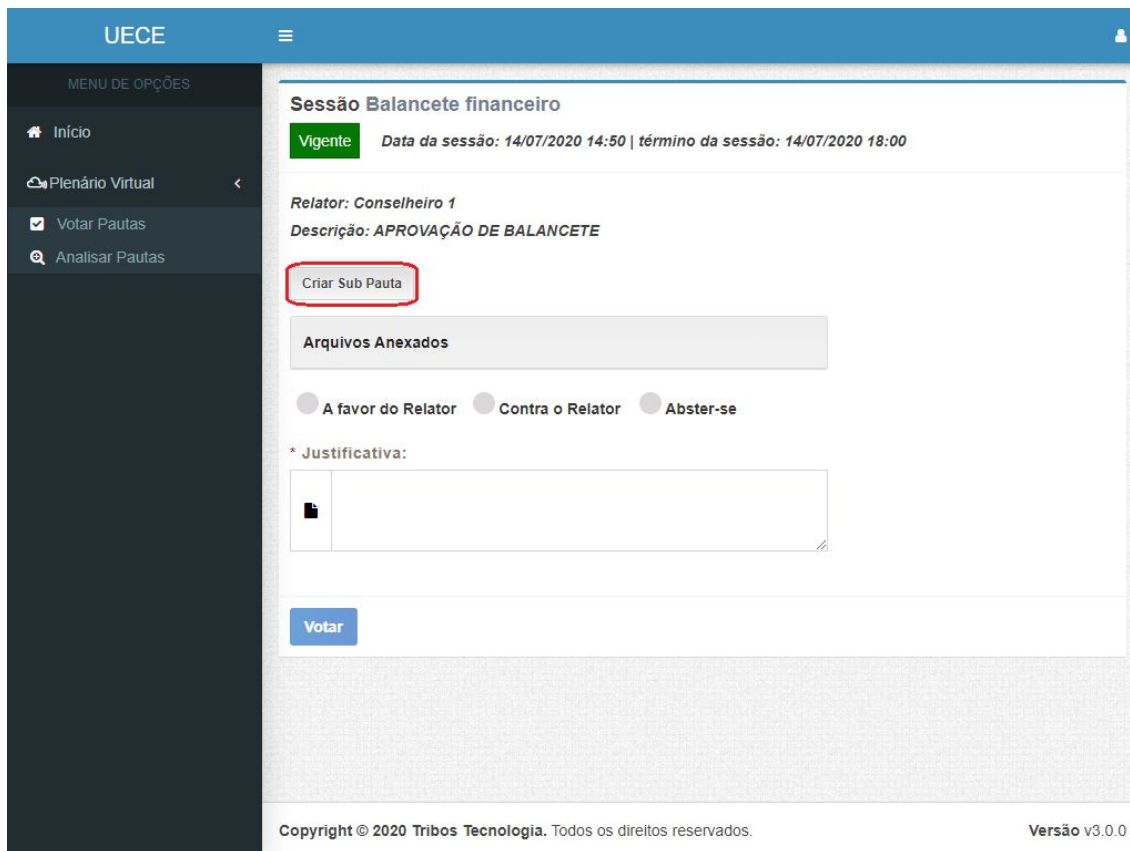 UECE
MENU DE OPÇÕES
Início
Plenário Virtual
Votar Pautas
Analisar Pautas
Sessão Balancete financeiro
Vigente Data da sessão: 14/07/2020 14:50 | término da sessão: 14/07/2020 18:00
Relator: Conselheiro 1
Descrição: APROVAÇÃO DE BALANCETE
Criar Sub Pauta
Arquivos Anexados
A favor do Relator Contra o Relator Abster-se
* Justificativa:
Votar
Copyright © 2020 Tribos Tecnologia. Todos os direitos reservados. Versão v3.0.0